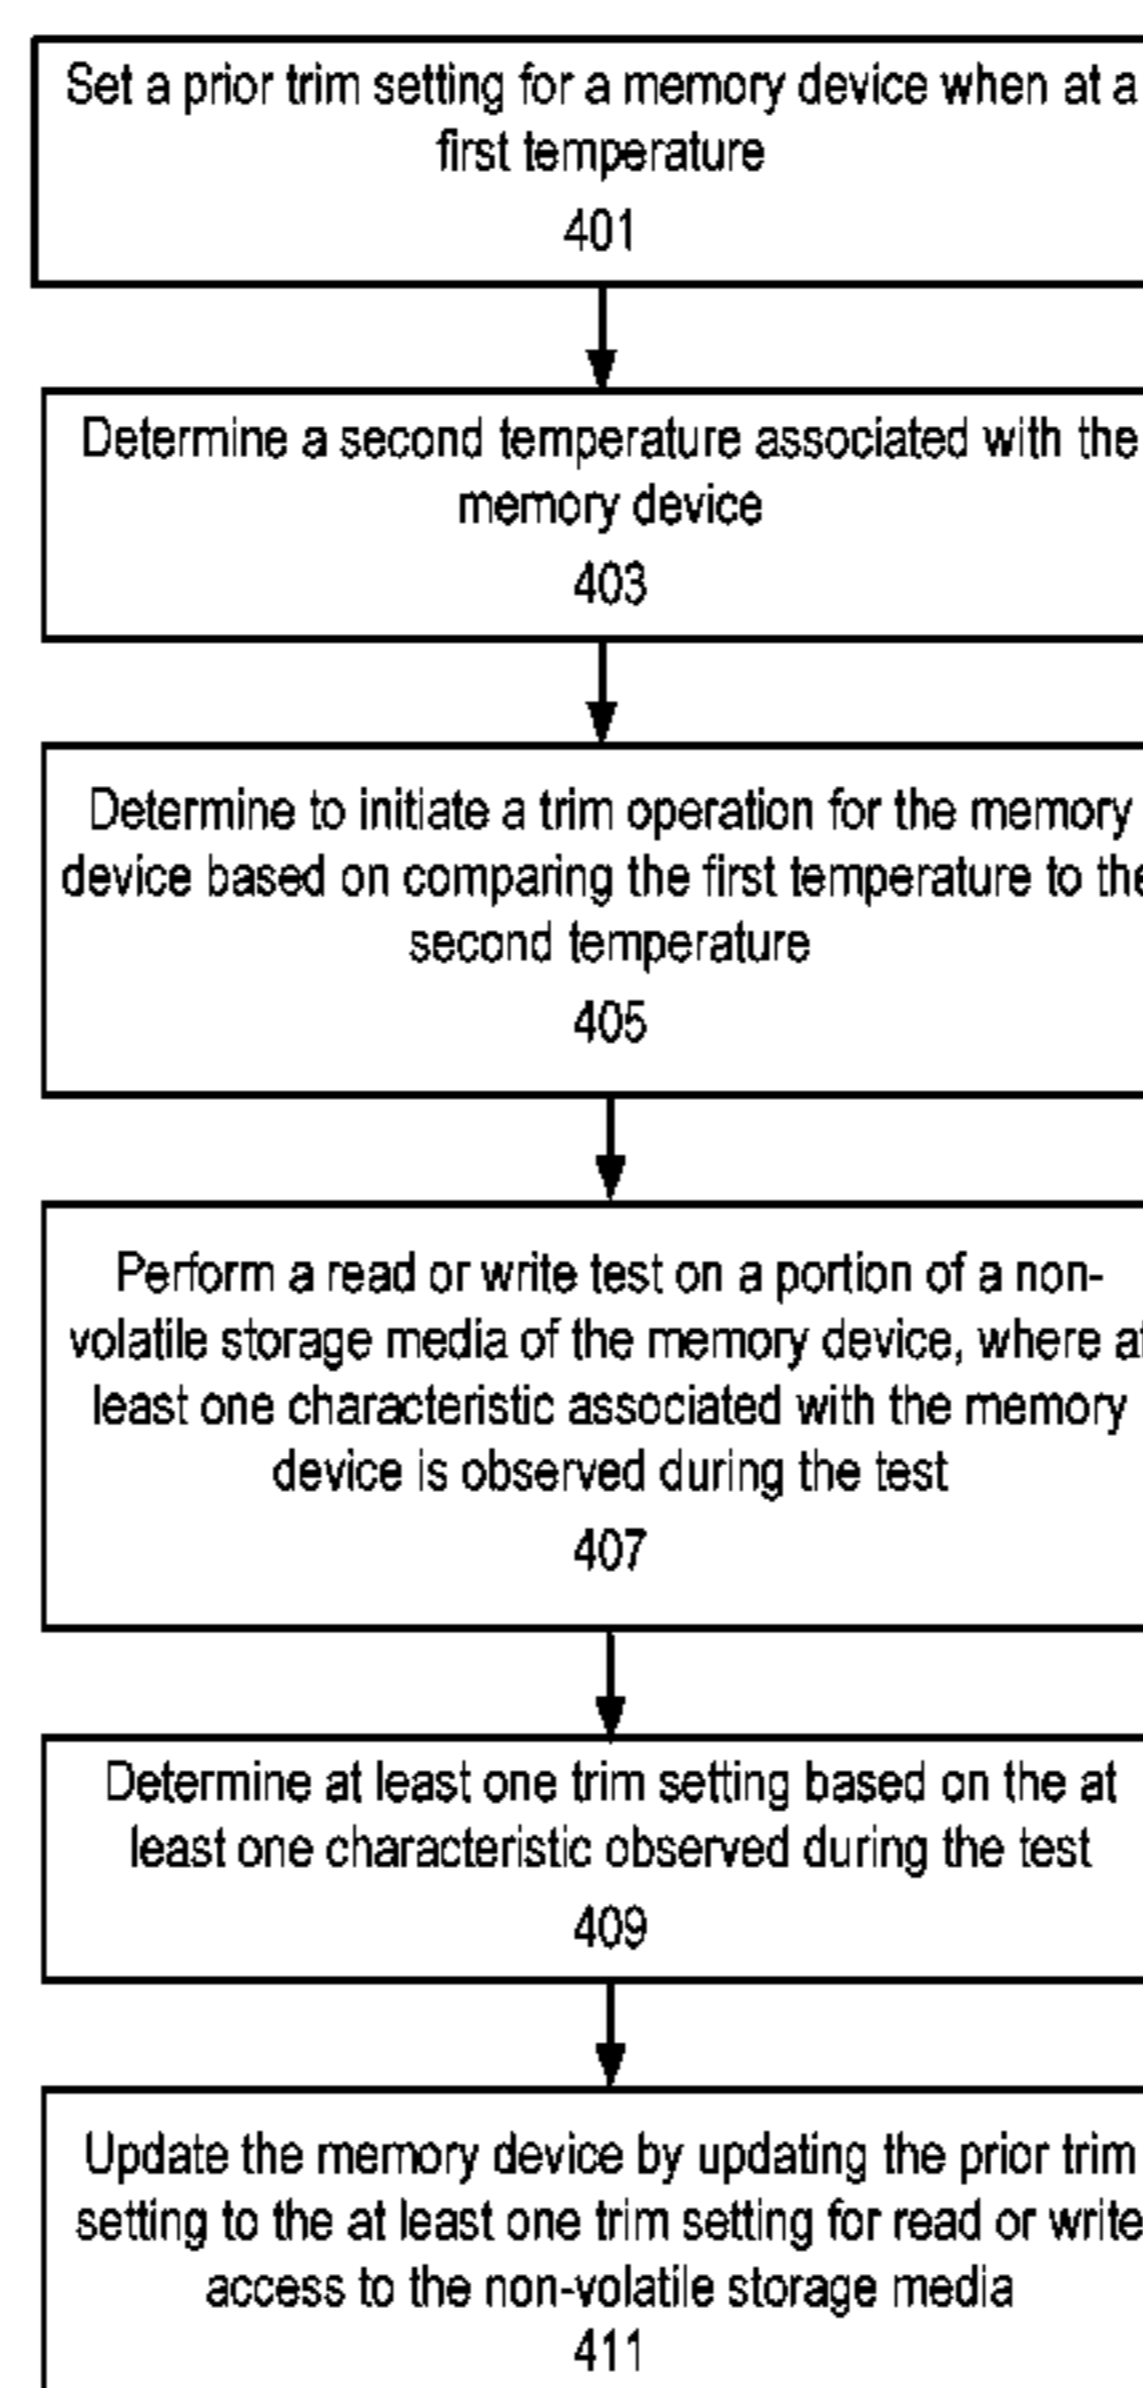 Set a prior trim setting for a memory device when at a
first temperature
401
Determine a second temperature associated with the
memory device
403
Determine to initiate a trim operation for the memory
device based on comparing the first temperature to the
second temperature
405
Perform a read or write test on a portion of a non-
volatile storage media of the memory device, where at
least one characteristic associated with the memory
device is observed during the test
407
Determine at least one trim setting based on the at
least one characteristic observed during the test
409
Update the memory device by updating the prior trim
setting to the at least one trim setting for read or write
access to the non-volatile storage media
411